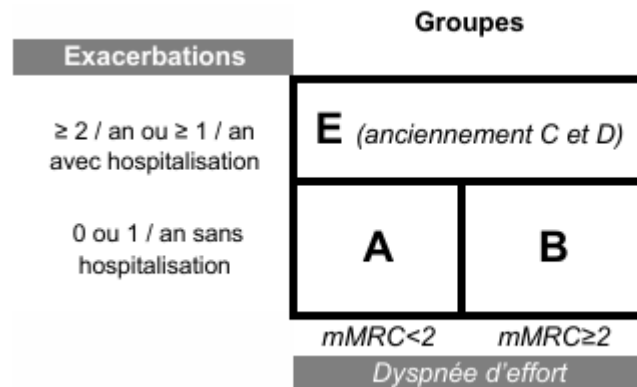 Groupes
Exacerbations
≥ 2 / an ou ≥ 1 / an
avec hospitalisation
E (anciennement C et D)
0 ou 1 / an sans
hospitalisation
A
B
mMRC<2
mMRC≥2
Dyspnée d'effort